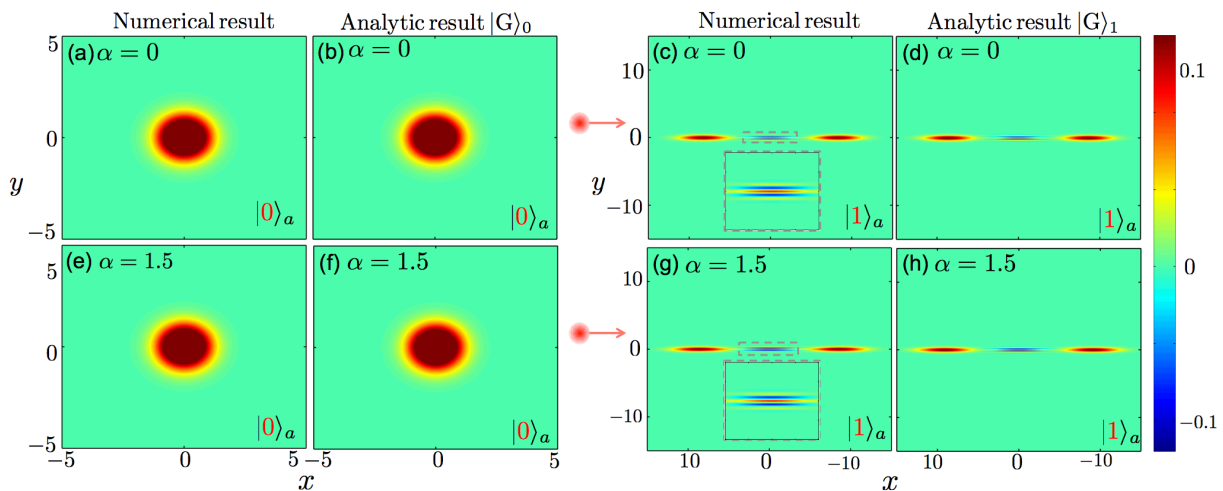 Numerical result
Analytic result |G⟩₀
Numerical result
Analytic result |G⟩₁
5
0
−5
y
(a) α = 0
|0⟩ₐ
(b) α = 0
|0⟩ₐ
10
0
−10
y
(c) α = 0
|1⟩ₐ
(d) α = 0
|1⟩ₐ
5
0
−5
(e) α = 1.5
|0⟩ₐ
(f) α = 1.5
|0⟩ₐ
10
0
−10
(g) α = 1.5
|1⟩ₐ
(h) α = 1.5
|1⟩ₐ
−5 0 5 0 5
x
10 0 −10 10 0 −10
x
0.1
0
−0.1